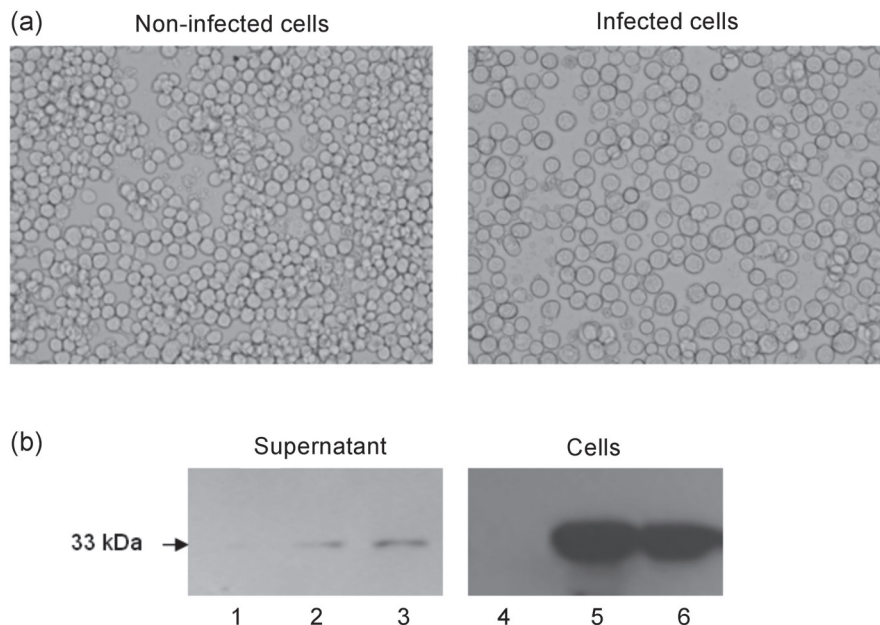 (a)
Non-infected cells
Infected cells
(b)
Supernatant
Cells
33 kDa
1 2 3 4 5 6